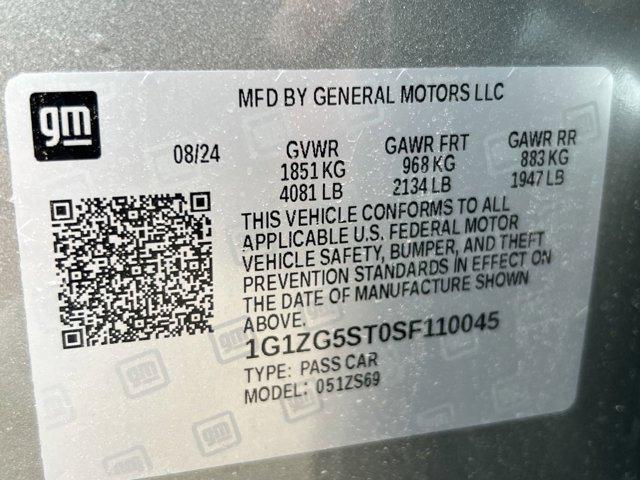 gm
MFD BY GENERAL MOTORS LLC
08/24 GVWR GAWR FRT GAWR RR
1851 KG 968 KG 883 KG
4081 LB 2134 LB 1947 LB
THIS VEHICLE CONFORMS TO ALL
APPLICABLE U.S. FEDERAL MOTOR
VEHICLE SAFETY, BUMPER, AND THEFT
PREVENTION STANDARDS IN EFFECT ON
THE DATE OF MANUFACTURE SHOWN
ABOVE.
1G1ZG5ST0SF110045
TYPE: PASS CAR
MODEL: 051ZS69